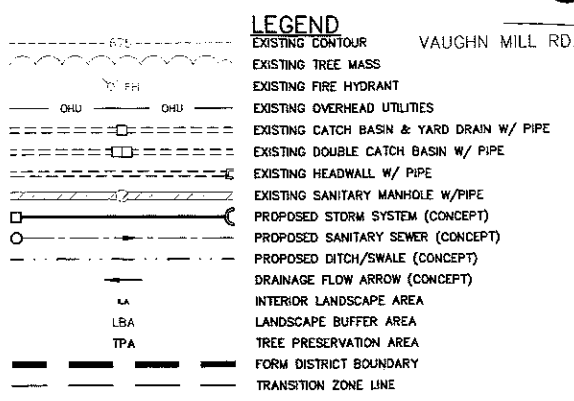 LEGEND
675 EXISTING CONTOUR VAUGHN MILL RD
EXISTING TREE MASS
FH EXISTING FIRE HYDRANT
OHU OHU EXISTING OVERHEAD UTILITIES
EXISTING CATCH BASIN & YARD DRAIN W/ PIPE
EXISTING DOUBLE CATCH BASIN W/ PIPE
EXISTING HEADWALL W/ PIPE
EXISTING SANITARY MANHOLE W/PIPE
PROPOSED STORM SYSTEM (CONCEPT)
PROPOSED SANITARY SEWER (CONCEPT)
PROPOSED DITCH/SWALE (CONCEPT)
DRAINAGE FLOW ARROW (CONCEPT)
INTERIOR LANDSCAPE AREA
LBA LANDSCAPE BUFFER AREA
TPA TREE PRESERVATION AREA
FORM DISTRICT BOUNDARY
TRANSITION ZONE LINE